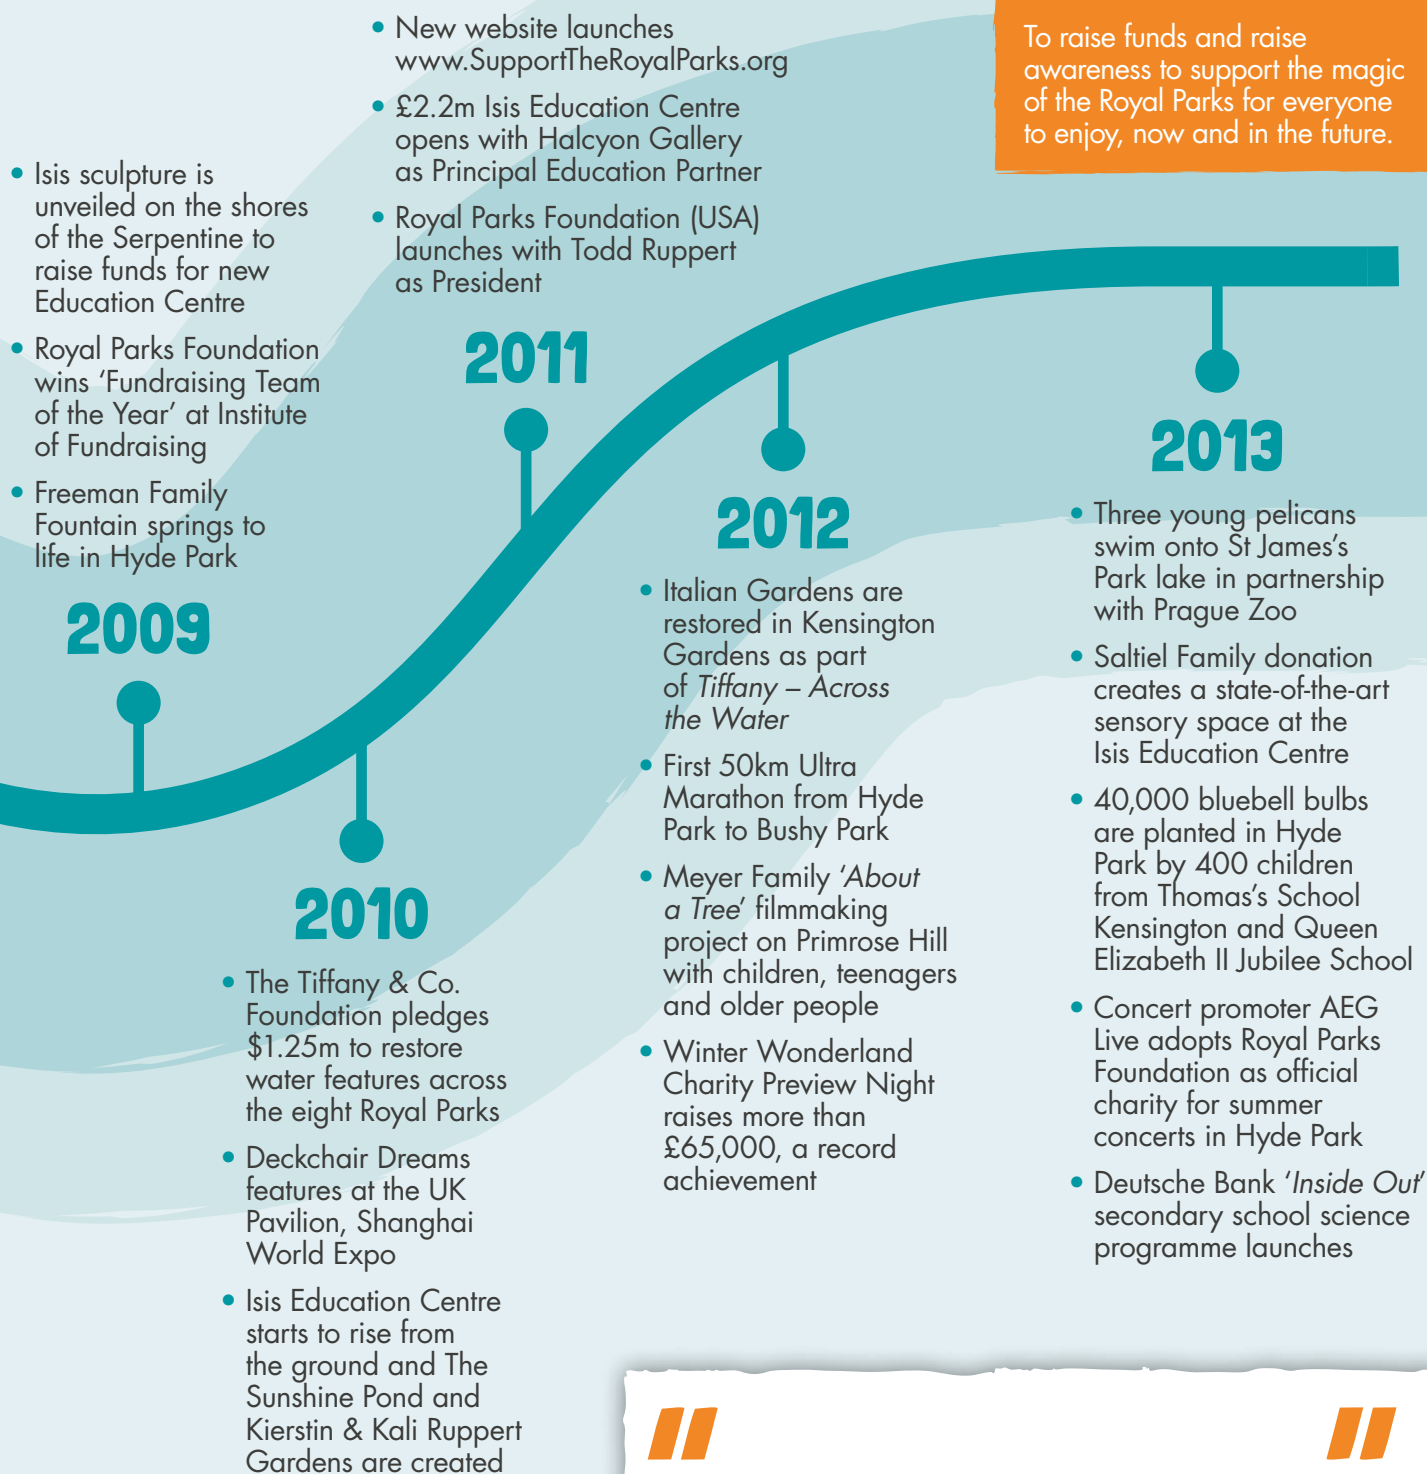 • Isis sculpture is
unveiled on the shores
of the Serpentine to
raise funds for new
Education Centre
• Royal Parks Foundation
wins ‘Fundraising Team
of the Year’ at Institute
of Fundraising
• Freeman Family
Fountain springs to
life in Hyde Park
2009
2010
• The Tiffany & Co.
Foundation pledges
$1.25m to restore
water features across
the eight Royal Parks
• Deckchair Dreams
features at the UK
Pavilion, Shanghai
World Expo
• Isis Education Centre
starts to rise from
the ground and The
Sunshine Pond and
Kierstin & Kali Ruppert
Gardens are created
• New website launches
www.SupportTheRoyalParks.org
• £2.2m Isis Education Centre
opens with Halcyon Gallery
as Principal Education Partner
• Royal Parks Foundation (USA)
launches with Todd Ruppert
as President
2011
2012
• Italian Gardens are
restored in Kensington
Gardens as part
of Tiffany – Across
the Water
• First 50km Ultra
Marathon from Hyde
Park to Bushy Park
• Meyer Family ‘About
a Tree’ filmmaking
project on Primrose Hill
with children, teenagers
and older people
• Winter Wonderland
Charity Preview Night
raises more than
£65,000, a record
achievement
To raise funds and raise
awareness to support the magic
of the Royal Parks for everyone
to enjoy, now and in the future.
2013
• Three young pelicans
swim onto St James’s
Park lake in partnership
with Prague Zoo
• Saltiel Family donation
creates a state-of-the-art
sensory space at the
Isis Education Centre
• 40,000 bluebell bulbs
are planted in Hyde
Park by 400 children
from Thomas’s School
Kensington and Queen
Elizabeth II Jubilee School
• Concert promoter AEG
Live adopts Royal Parks
Foundation as official
charity for summer
concerts in Hyde Park
• Deutsche Bank ‘Inside Out’
secondary school science
programme launches